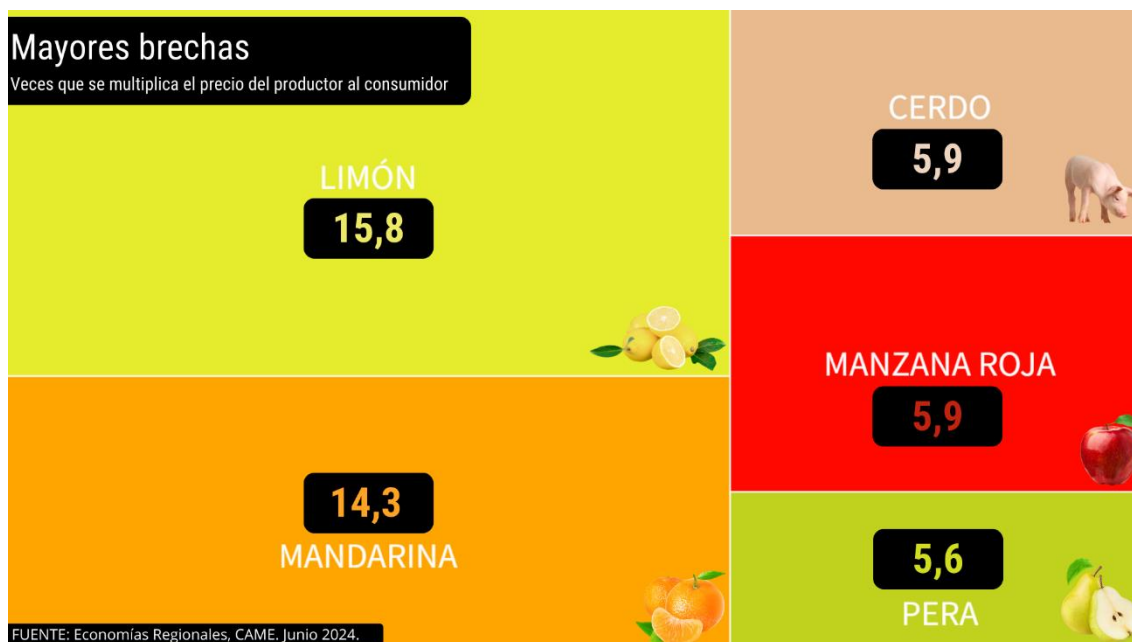 Mayores brechas
Veces que se multiplica el precio del productor al consumidor
LIMÓN
15,8
14,3
MANDARINA
CERDO
5,9
MANZANA ROJA
5,9
5,6
PERA
FUENTE: Economías Regionales, CAME. Junio 2024.